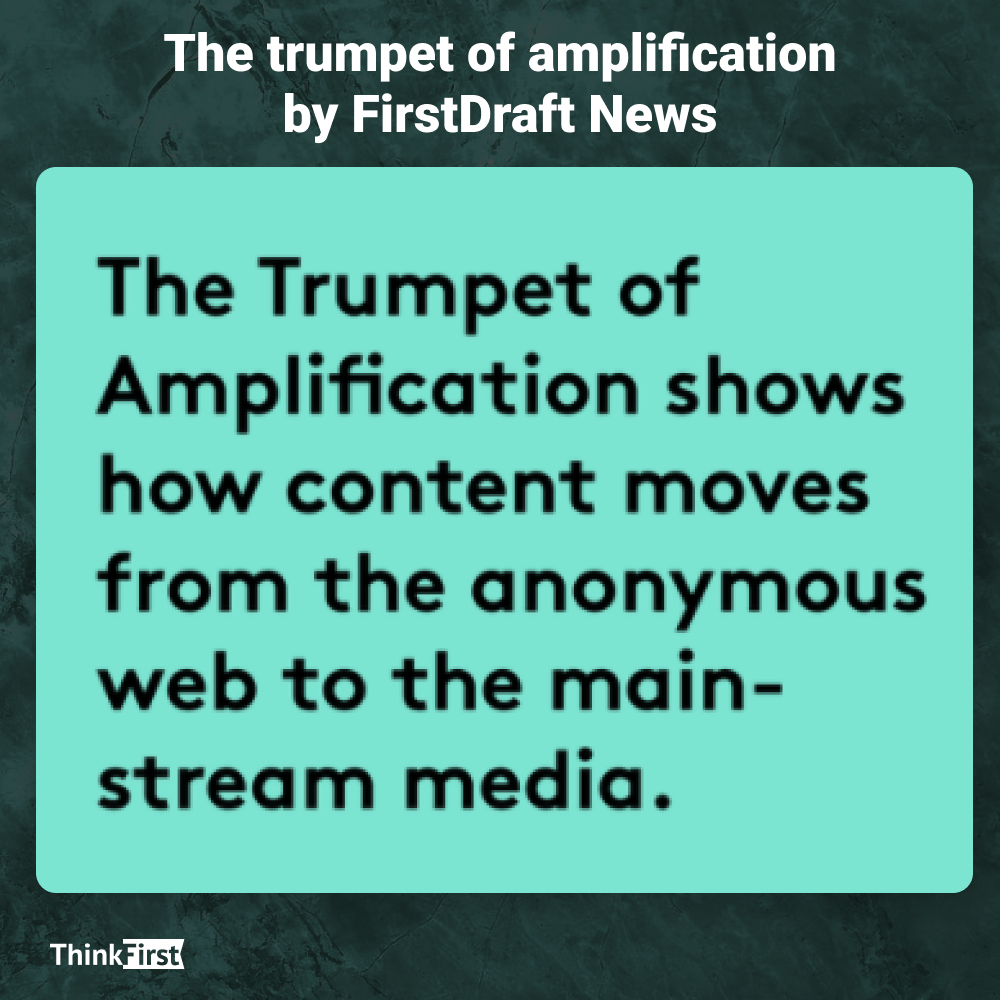 The trumpet of amplification
by FirstDraft News
The Trumpet of
Amplification shows
how content moves
from the anonymous
web to the main-
stream media.
ThinkFirst